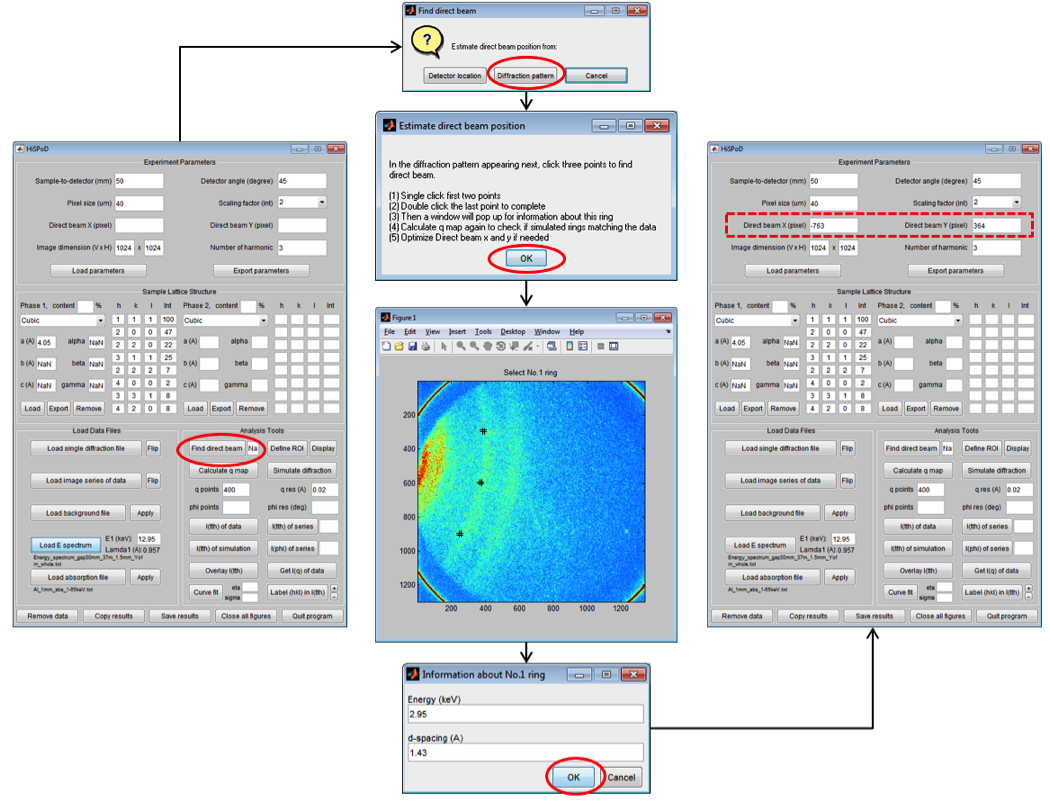 Find direct beam
?
Estimate direct beam position from:
Detector location Diffraction pattern Cancel
Estimate direct beam position
In the diffraction pattern appearing next, click three points to find
direct beam.
(1) Single click first two points
(2) Double click the last point to complete
(3) Then a window will pop up for information about this ring
(4) Calculate q map again to check if simulated rings matching the data
(5) Optimize Direct beam x and y if needed
OK
HiSPoD
Experiment Parameters
Sample-to-detector (mm) 50 Detector angle (degree) 45
Pixel size (um) 40 Scaling factor (int) 2
Direct beam X (pixel) Direct beam Y (pixel)
Image dimension (V x H) 1024 x 1024 Number of harmonic 3
Load parameters Export parameters
Sample Lattice Structure
Phase 1, content % h k l Int Phase 2, content % h k l Int
Cubic 1 1 1 100 Cubic
2 0 0 47
a (A) 4.05 alpha NaN 2 2 0 22 a (A) alpha
3 1 1 25
b (A) NaN beta NaN 2 2 2 7 b (A) beta
c (A) NaN gamma NaN 4 0 0 2 c (A) gamma
3 3 1 8
Load Export Remove 4 2 0 8 Load Export Remove
Load Data Files Analysis Tools
Load single diffraction file Flip Find direct beam Na Define ROI Display
Calculate q map Simulate diffraction
Load image series of data Flip q points 400 q res (A) 0.02
phi points phi res (deg)
Load background file Apply I(tth) of data I(tth) of series
Load E spectrum E1 (keV): 12.95
Lamda1 (A):0.957 I(tth) of simulation I(phi) of series
Energy_spectrum_gap30mm_37m_1.5mm_Yof
m_whole.txt
Load absorption file Apply Overlay I(tth) Get I(q) of data
Al_1mm_abs_1-65keV.txt Curve fit eta sigma Label (hkl) in I(tth) + -
Remove data Copy results Save results Close all figures Quit program
Figure 1
File Edit View Insert Tools Desktop Window Help
Select No.1 ring
200
400
600
800
1000
1200
200 400 600 800 1000 1200
Information about No.1 ring
Energy (keV)
2.95
d-spacing (A)
1.43
OK Cancel
HiSPoD
Experiment Parameters
Sample-to-detector (mm) 50 Detector angle (degree) 45
Pixel size (um) 40 Scaling factor (int) 2
Direct beam X (pixel) -763 Direct beam Y (pixel) 364
Image dimension (V x H) 1024 x 1024 Number of harmonic 3
Load parameters Export parameters
Sample Lattice Structure
Phase 1, content % h k l Int Phase 2, content % h k l Int
Cubic 1 1 1 100 Cubic
2 0 0 47
a (A) 4.05 alpha NaN 2 2 0 22 a (A) alpha
3 1 1 25
b (A) NaN beta NaN 2 2 2 7 b (A) beta
c (A) NaN gamma NaN 4 0 0 2 c (A) gamma
3 3 1 8
Load Export Remove 4 2 0 8 Load Export Remove
Load Data Files Analysis Tools
Load single diffraction file Flip Find direct beam Na Define ROI Display
Calculate q map Simulate diffraction
Load image series of data Flip q points 400 q res (A) 0.02
phi points phi res (deg)
Load background file Apply I(tth) of data I(tth) of series
Load E spectrum E1 (keV): 12.95
Lamda1 (A):0.957 I(tth) of simulation I(phi) of series
Energy_spectrum_gap30mm_37m_1.5mm_Yof
m_whole.txt
Load absorption file Apply Overlay I(tth) Get I(q) of data
Al_1mm_abs_1-65keV.txt Curve fit eta sigma Label (hkl) in I(tth) + -
Remove data Copy results Save results Close all figures Quit program